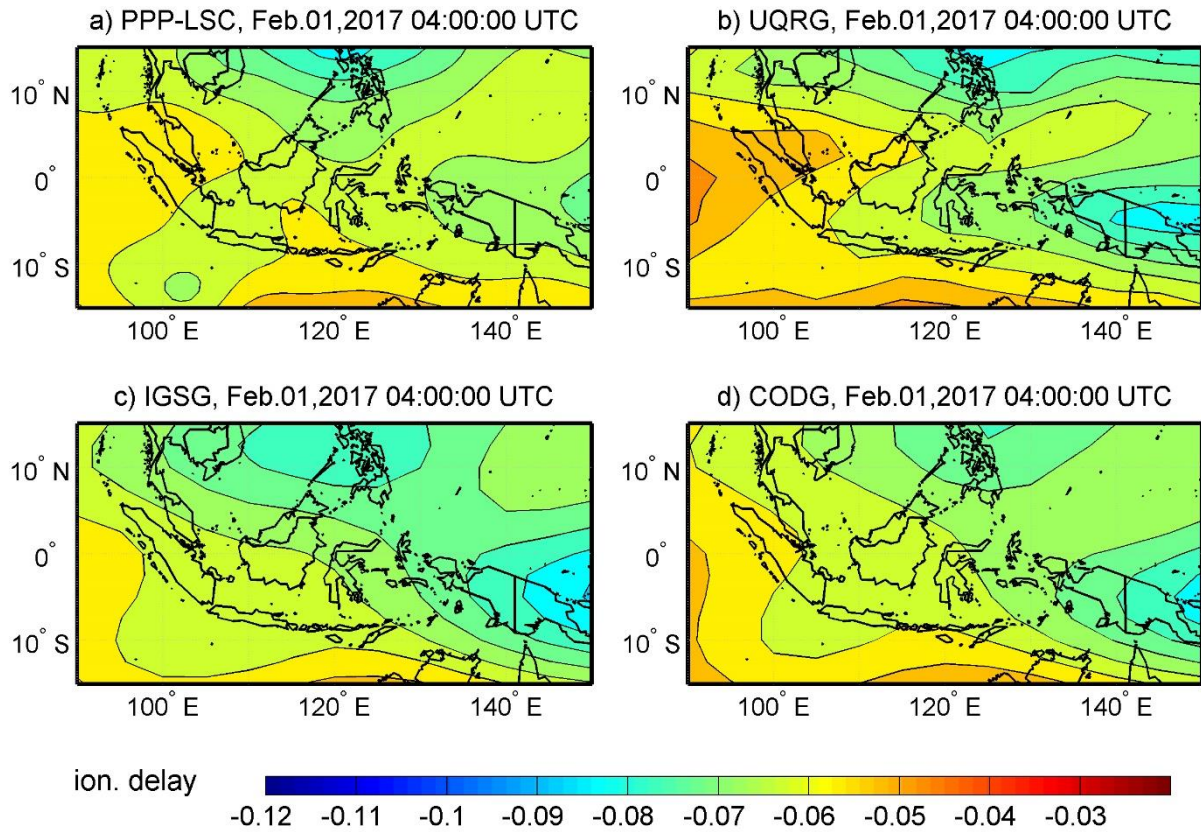 a) PPP-LSC, Feb.01,2017 04:00:00 UTC
b) UQRG, Feb.01,2017 04:00:00 UTC
10° N
0°
10° S
100° E
120° E
140° E
10° N
0°
10° S
100° E
120° E
140° E
c) IGSG, Feb.01,2017 04:00:00 UTC
d) CODG, Feb.01,2017 04:00:00 UTC
10° N
0°
10° S
100° E
120° E
140° E
10° N
0°
10° S
100° E
120° E
140° E
ion. delay
-0.12 -0.11 -0.1 -0.09 -0.08 -0.07 -0.06 -0.05 -0.04 -0.03